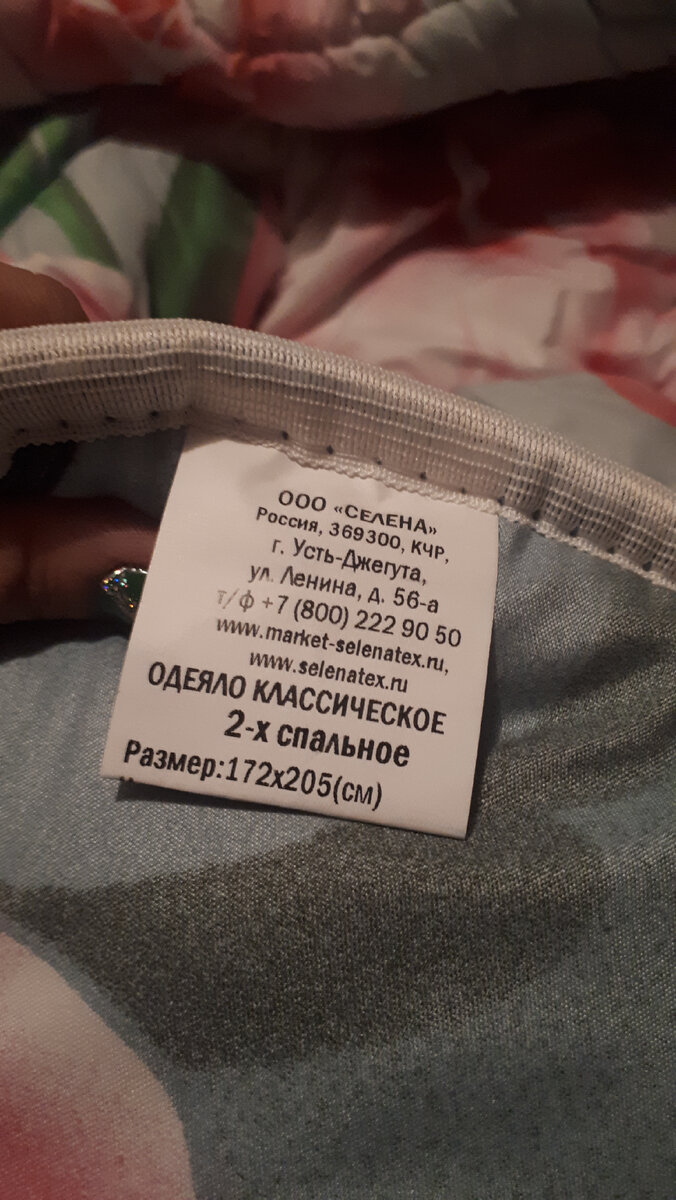 ООО «СЕЛЕНА»
Россия, 369300, КЧР,
г. Усть-Джегута,
ул. Ленина, д. 56-а
т/ф +7 (800) 222 90 50
www.market-selenatex.ru,
www.selenatex.ru
ОДЕЯЛО КЛАССИЧЕСКОЕ
2-х спальное
Размер:172х205(см)